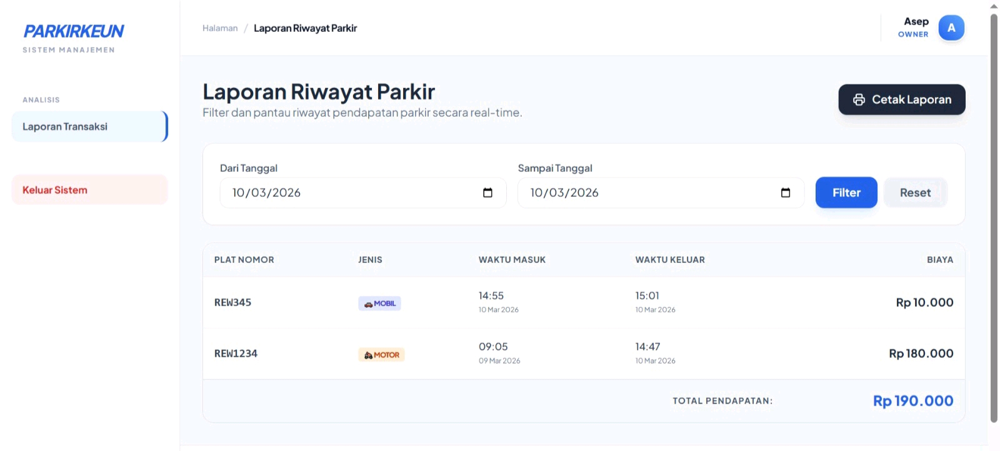 PARKIRKEUN
SISTEM MANAJEMEN
ANALISIS
Laporan Transaksi
Keluar Sistem
Halaman / Laporan Riwayat Parkir
Asep
OWNER
A
Laporan Riwayat Parkir
Filter dan pantau riwayat pendapatan parkir secara real-time.
Cetak Laporan
Dari Tanggal
10/03/2026
Sampai Tanggal
10/03/2026
Filter
Reset
PLAT NOMOR JENIS WAKTU MASUK WAKTU KELUAR BIAYA
REW345 MOBIL 14:55 15:01 Rp 10.000
10 Mar 2026 10 Mar 2026
REW1234 MOTOR 09:05 14:47 Rp 180.000
09 Mar 2026 10 Mar 2026
TOTAL PENDAPATAN: Rp 190.000